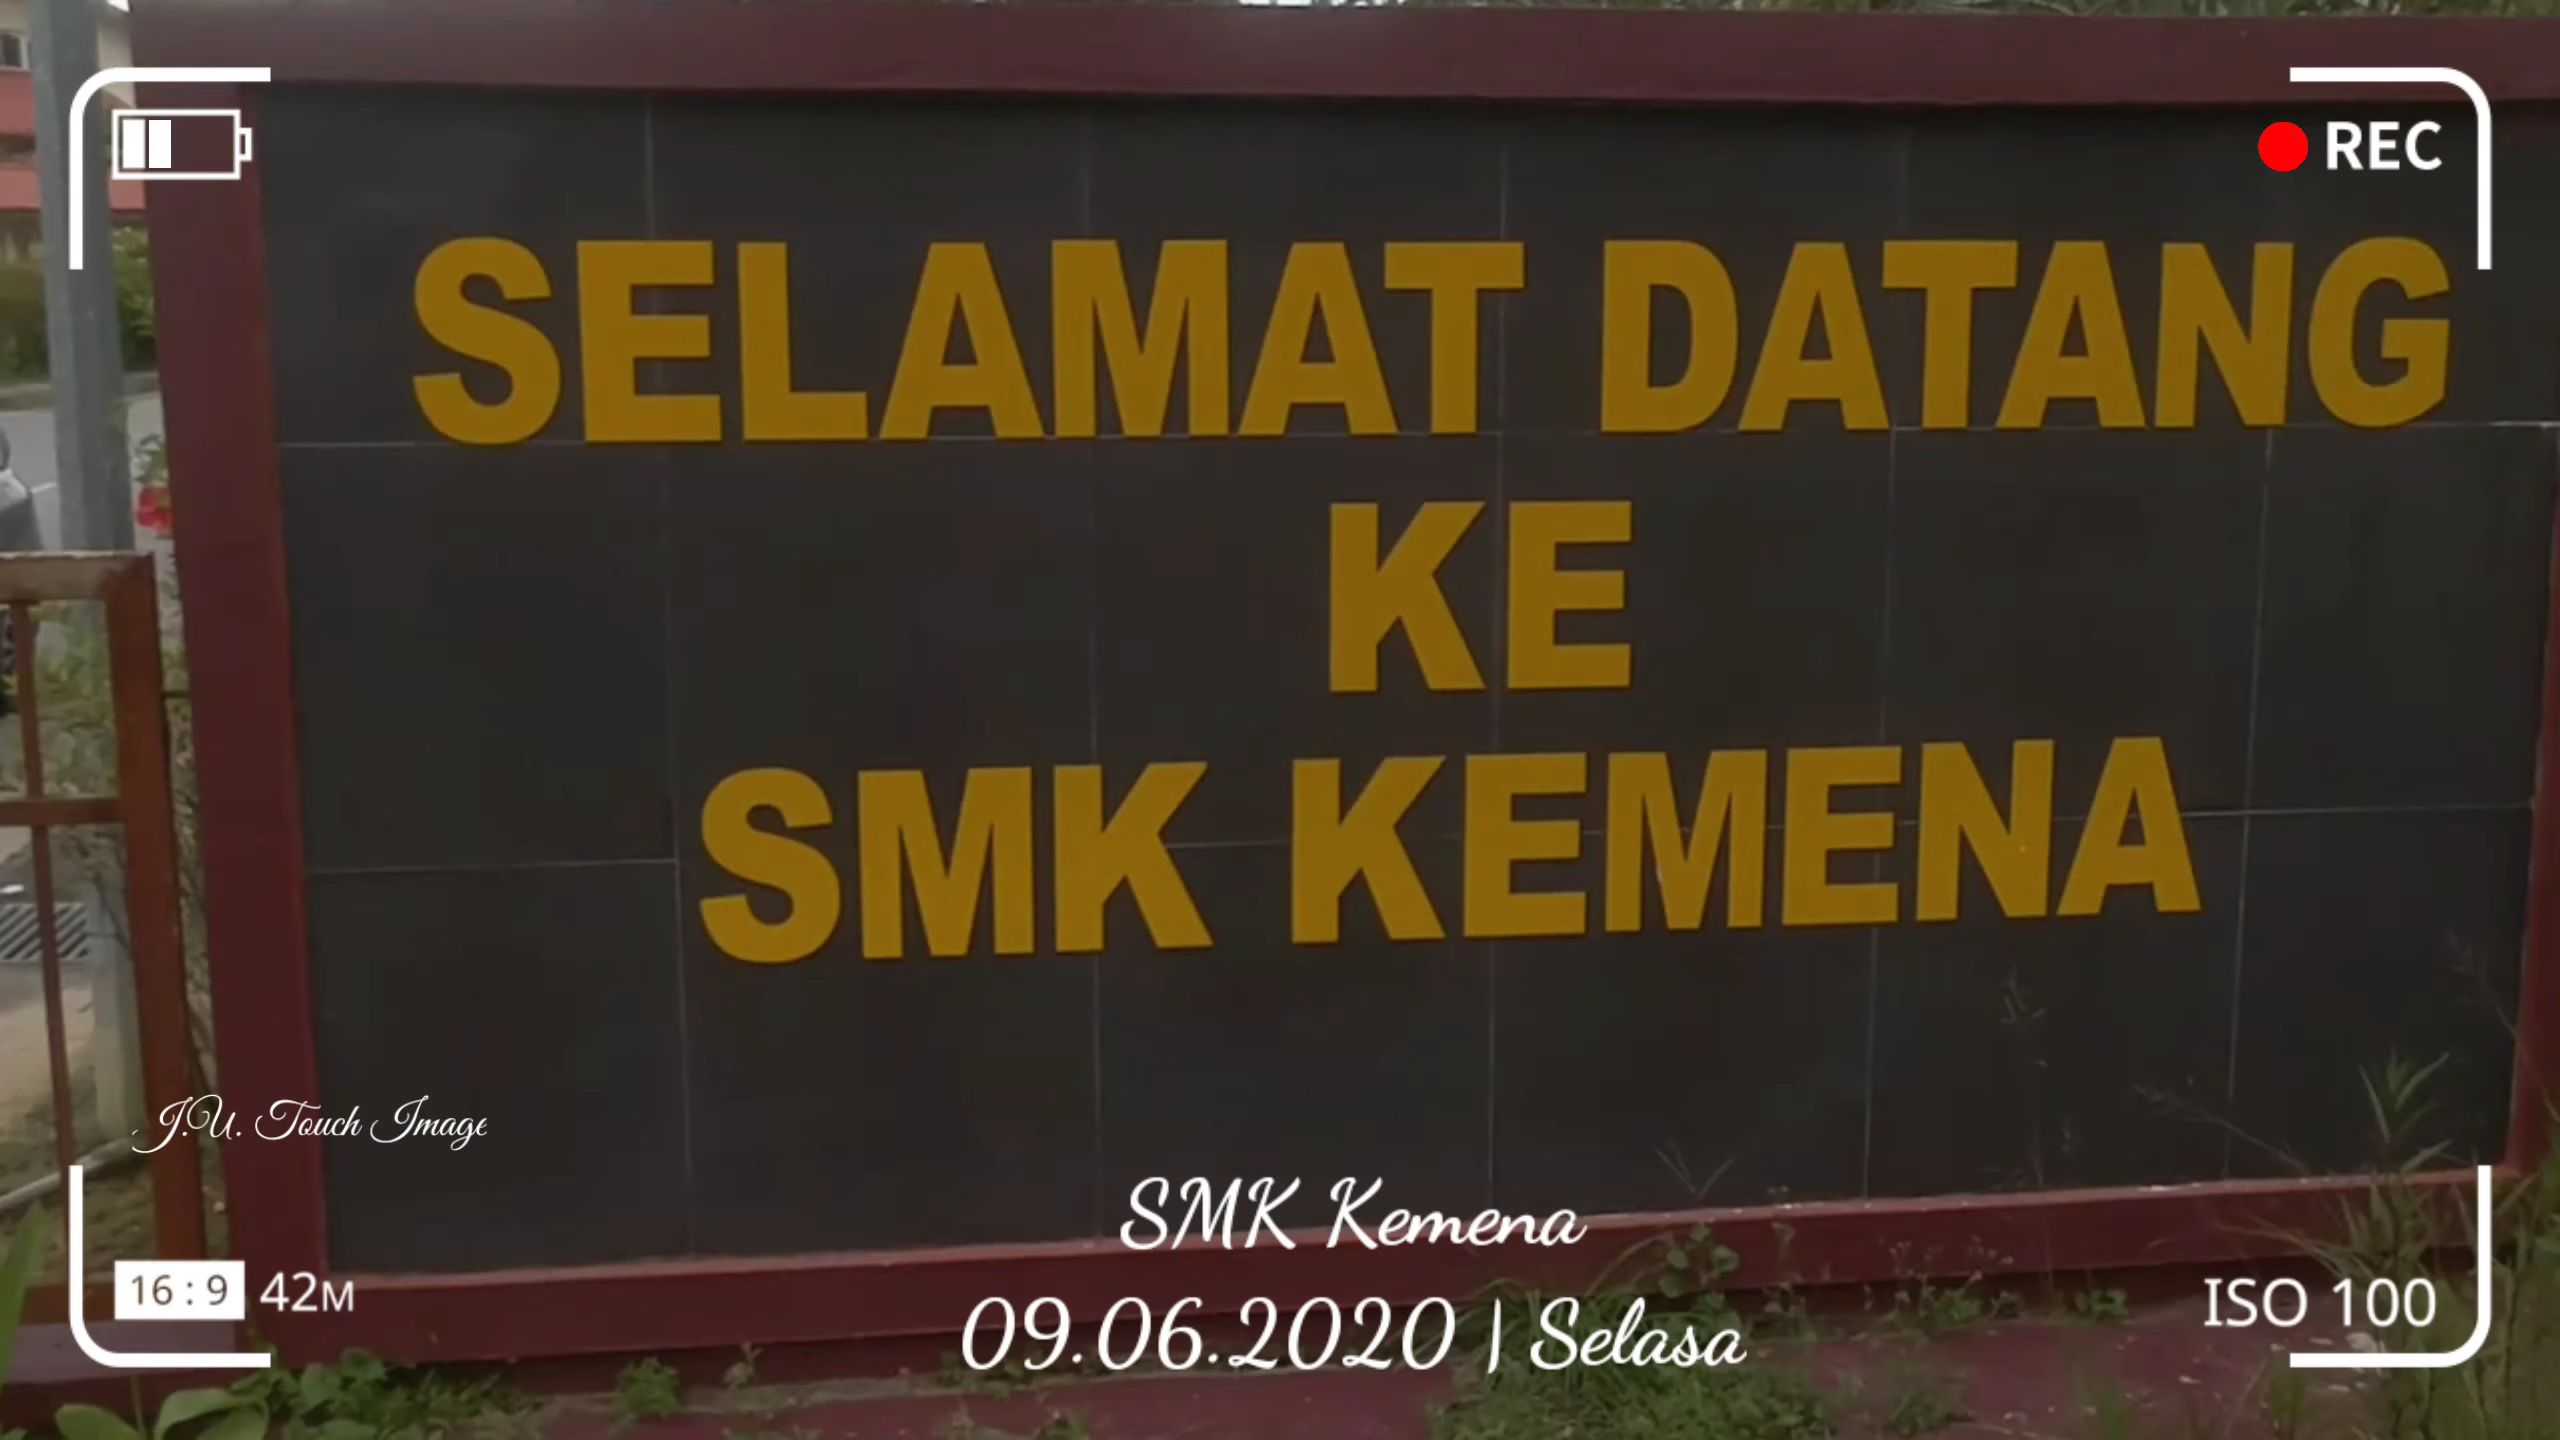 REC
SELAMAT DATANG
KE
SMK KEMENA
J.U. Touch Image
SMK Kemena
16:9 42M
09.06.2020 | Selasa
ISO 100